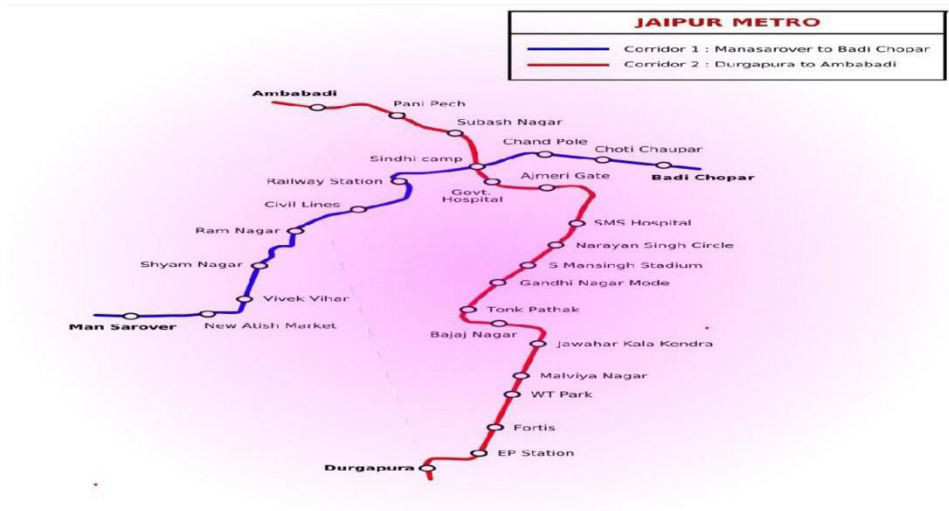 JAIPUR METRO
Corridor 1 : Manasarover to Badi Chopar
Corridor 2 : Durgapura to Ambabadi
Ambabadi
Pani Pech
Subash Nagar
Chand Pole
Choti Chaupar
Sindhi camp
Badi Chopar
Railway Station
Govt.
Hospital
Ajmeri Gate
Civil Lines
SMS Hospital
Ram Nagar
Narayan Singh Circle
Shyam Nagar
S Mansingh Stadium
Gandhi Nagar Mode
Vivek Vihar
Tonk Pathak
Man Sarover
New Atish Market
Bajaj Nagar
Jawahar Kala Kendra
Malviya Nagar
WT Park
Fortis
EP Station
Durgapura